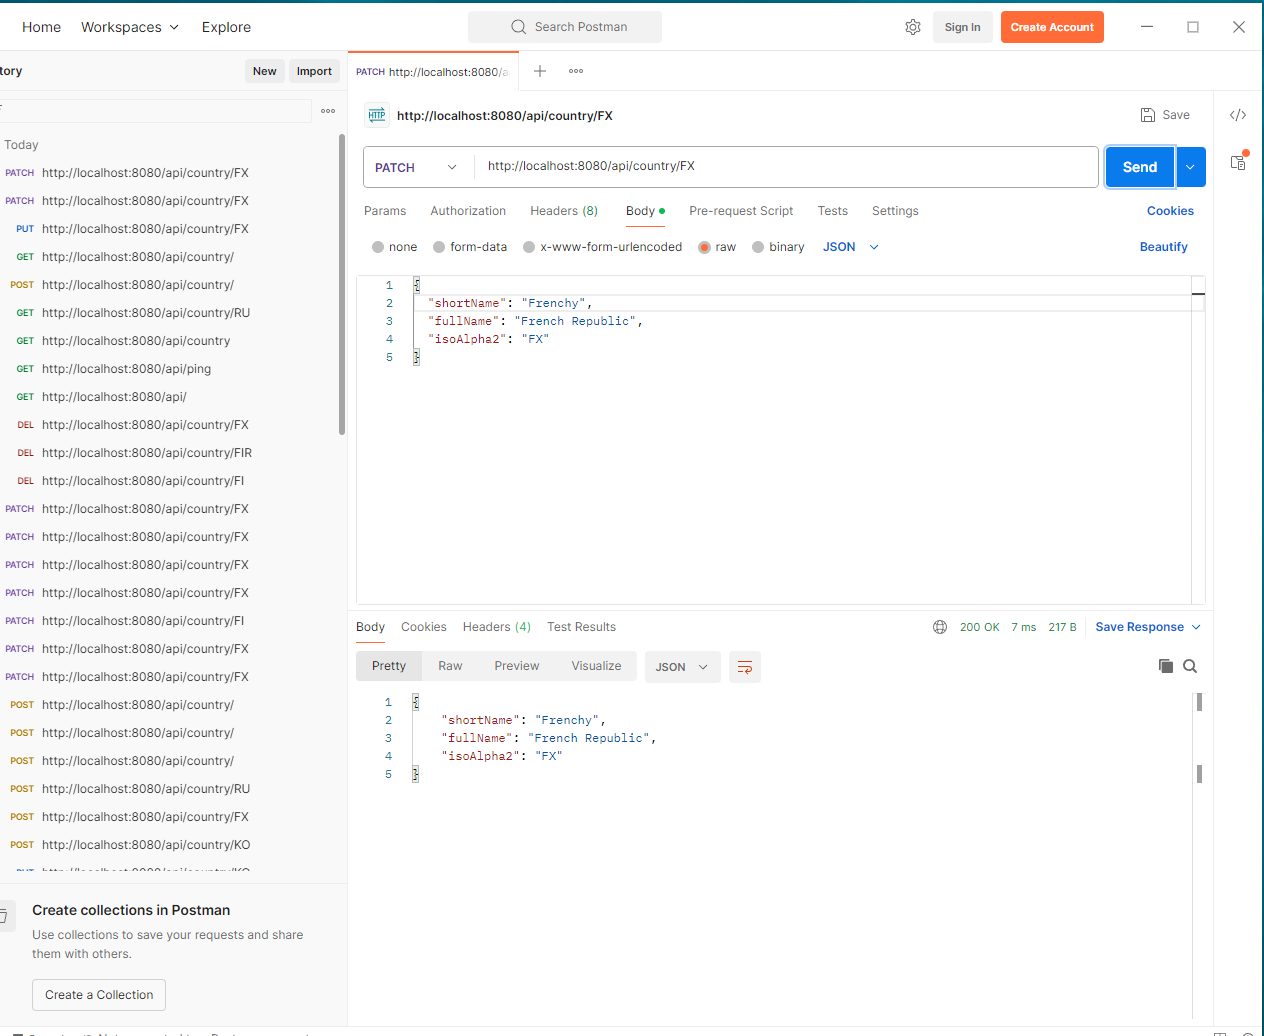 Home Workspaces Explore Search Postman Sign In Create Account
tory New Import
PATCH http://localhost:8080/a
Today
PATCH http://localhost:8080/api/country/FX
PATCH http://localhost:8080/api/country/FX
PUT http://localhost:8080/api/country/FX
GET http://localhost:8080/api/country/
POST http://localhost:8080/api/country/
GET http://localhost:8080/api/country/RU
GET http://localhost:8080/api/country
GET http://localhost:8080/api/ping
GET http://localhost:8080/api/
DEL http://localhost:8080/api/country/FX
DEL http://localhost:8080/api/country/FIR
DEL http://localhost:8080/api/country/FI
PATCH http://localhost:8080/api/country/FX
PATCH http://localhost:8080/api/country/FX
PATCH http://localhost:8080/api/country/FX
PATCH http://localhost:8080/api/country/FX
PATCH http://localhost:8080/api/country/FI
PATCH http://localhost:8080/api/country/FX
PATCH http://localhost:8080/api/country/FX
POST http://localhost:8080/api/country/
POST http://localhost:8080/api/country/
POST http://localhost:8080/api/country/
POST http://localhost:8080/api/country/RU
POST http://localhost:8080/api/country/FX
POST http://localhost:8080/api/country/KO
Create collections in Postman
Use collections to save your requests and share
them with others.
Create a Collection
HTTP http://localhost:8080/api/country/FX Save
PATCH http://localhost:8080/api/country/FX Send
Params Authorization Headers (8) Body Pre-request Script Tests Settings Cookies
none form-data x-www-form-urlencoded raw binary JSON Beautify
1 {
2 "shortName": "Frenchy",
3 "fullName": "French Republic",
4 "isoAlpha2": "FX"
5 }
Body Cookies Headers (4) Test Results 200 OK 7 ms 217 B Save Response
Pretty Raw Preview Visualize JSON
1 {
2 "shortName": "Frenchy",
3 "fullName": "French Republic",
4 "isoAlpha2": "FX"
5 }